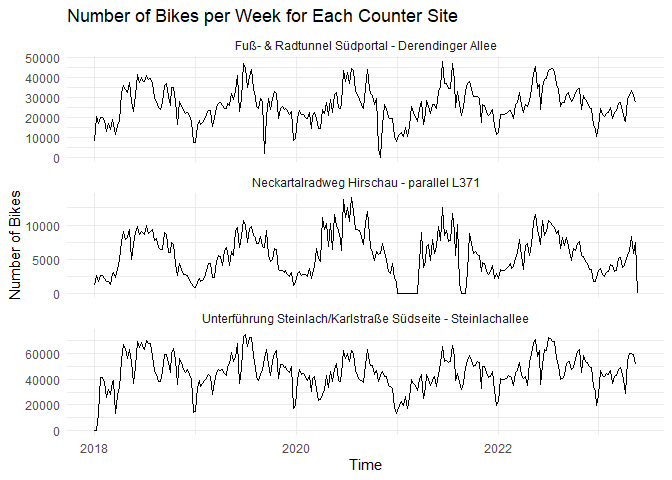 Number of Bikes per Week for Each Counter Site
Fuß- & Radtunnel Südportal - Derendinger Allee
50000
40000
30000
20000
10000
0
Neckartalradweg Hirschau - parallel L371
10000
5000
0
Number of Bikes
Unterführung Steinlach/Karlstraße Südseite - Steinlachallee
60000
40000
20000
0
2018
2020
2022
Time